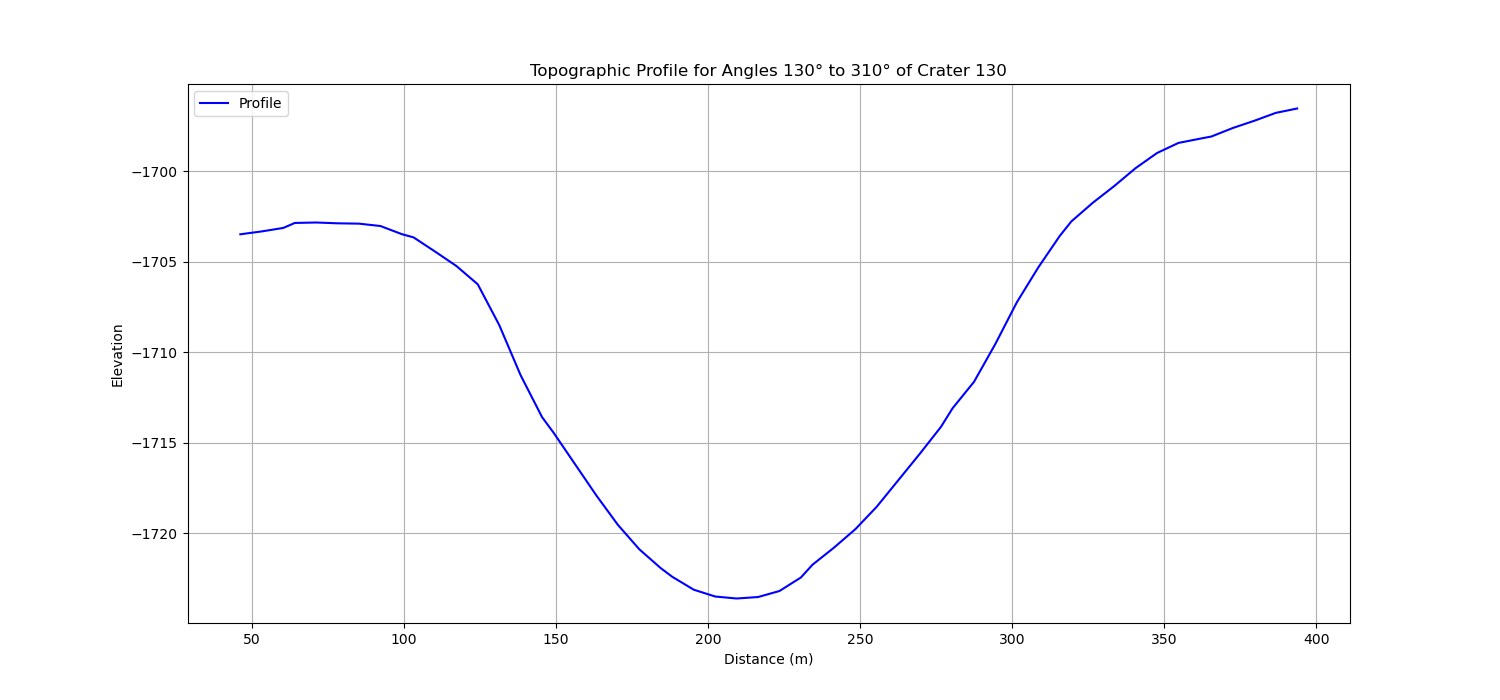 Topographic Profile for Angles 130° to 310° of Crater 130
Profile
Elevation
−1700
−1705
−1710
−1715
−1720
50 100 150 200 250 300 350 400
Distance (m)